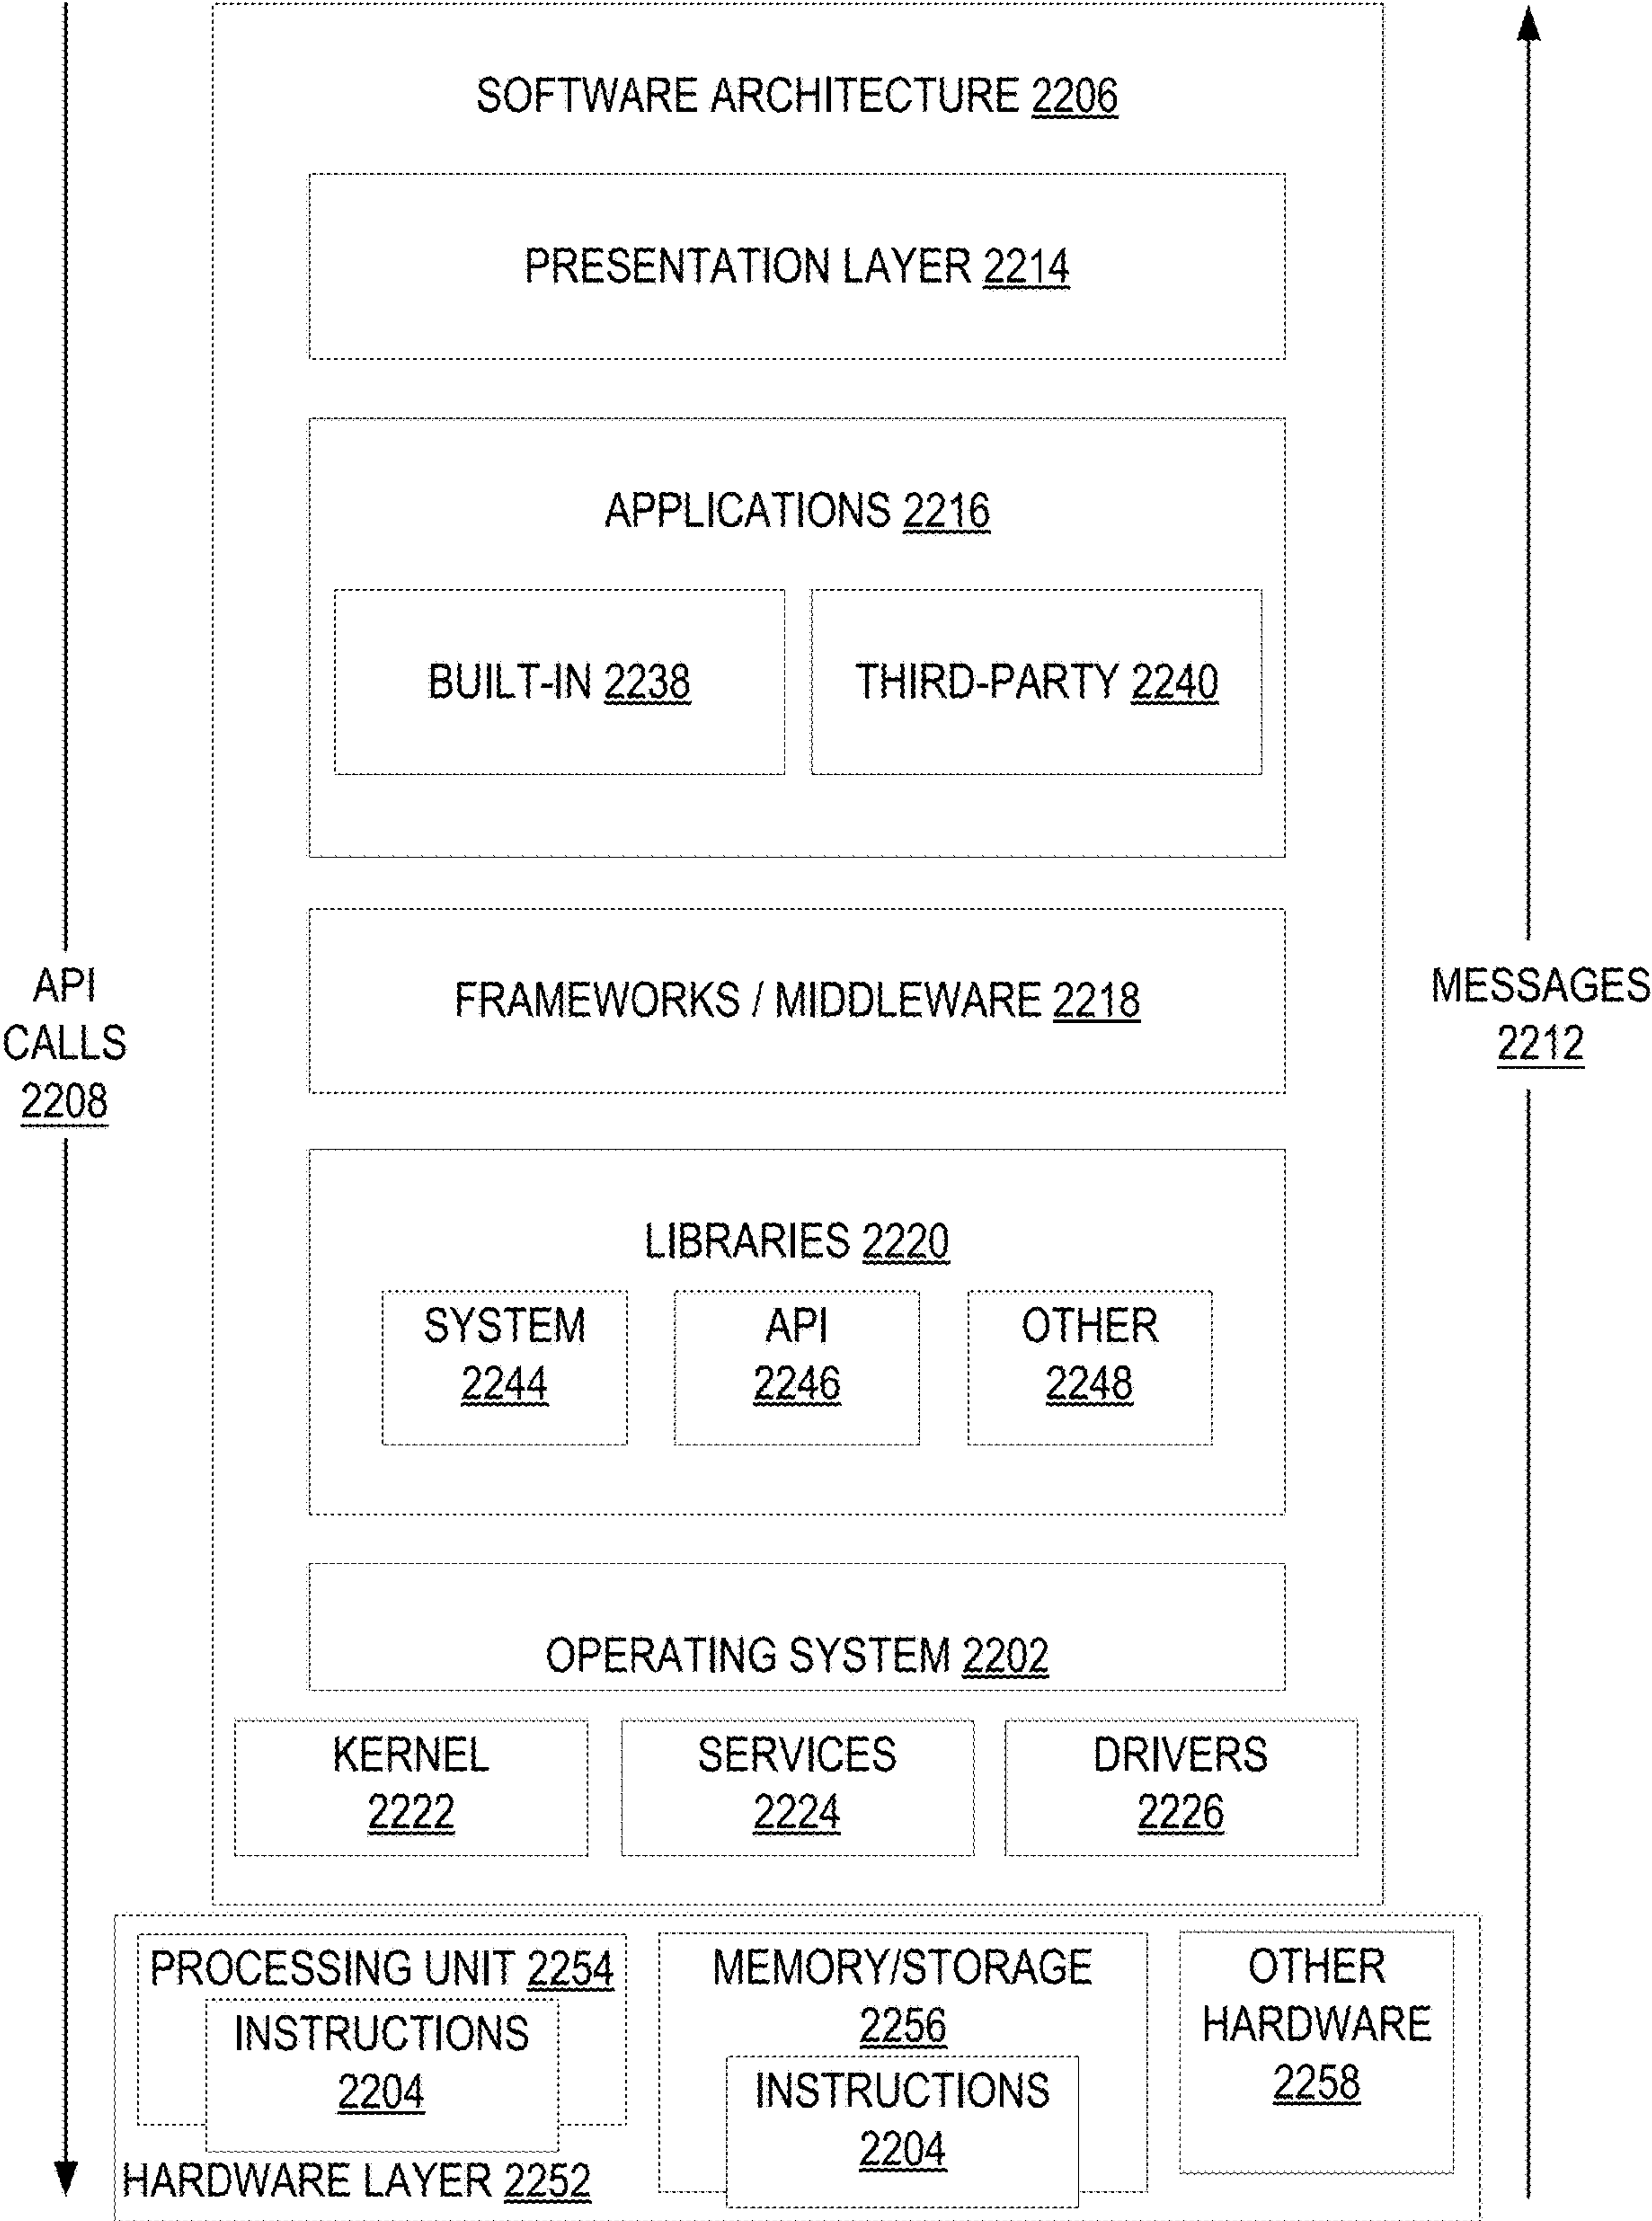 SOFTWARE ARCHITECTURE 2206
PRESENTATION LAYER 2214
APPLICATIONS 2216
BUILT-IN 2238
THIRD-PARTY 2240
FRAMEWORKS / MIDDLEWARE 2218
API
CALLS
2208
MESSAGES
2212
LIBRARIES 2220
SYSTEM
2244
API
2246
OTHER
2248
OPERATING SYSTEM 2202
KERNEL
2222
SERVICES
2224
DRIVERS
2226
PROCESSING UNIT 2254
INSTRUCTIONS
2204
MEMORY/STORAGE
2256
INSTRUCTIONS
2204
OTHER
HARDWARE
2258
HARDWARE LAYER 2252